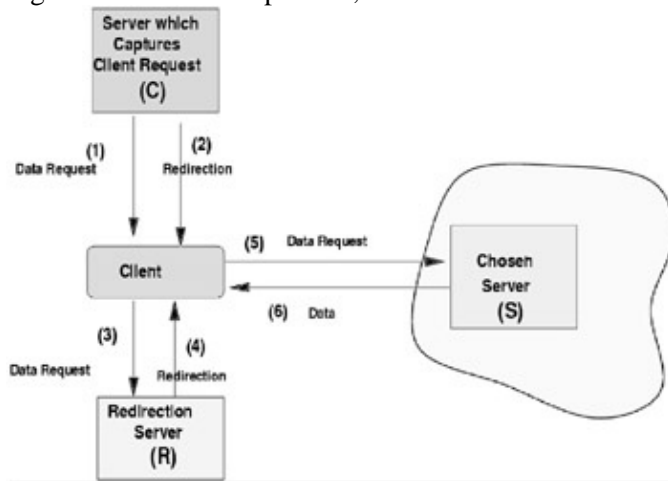 Server which
Captures
Client Request
(C)
(1)
(2)
Data Request
Redirection
(5)
Data Request
Client
Chosen
Server
(S)
(6)
Data
(3)
(4)
Data Request
Redirection
Redirection
Server
(R)